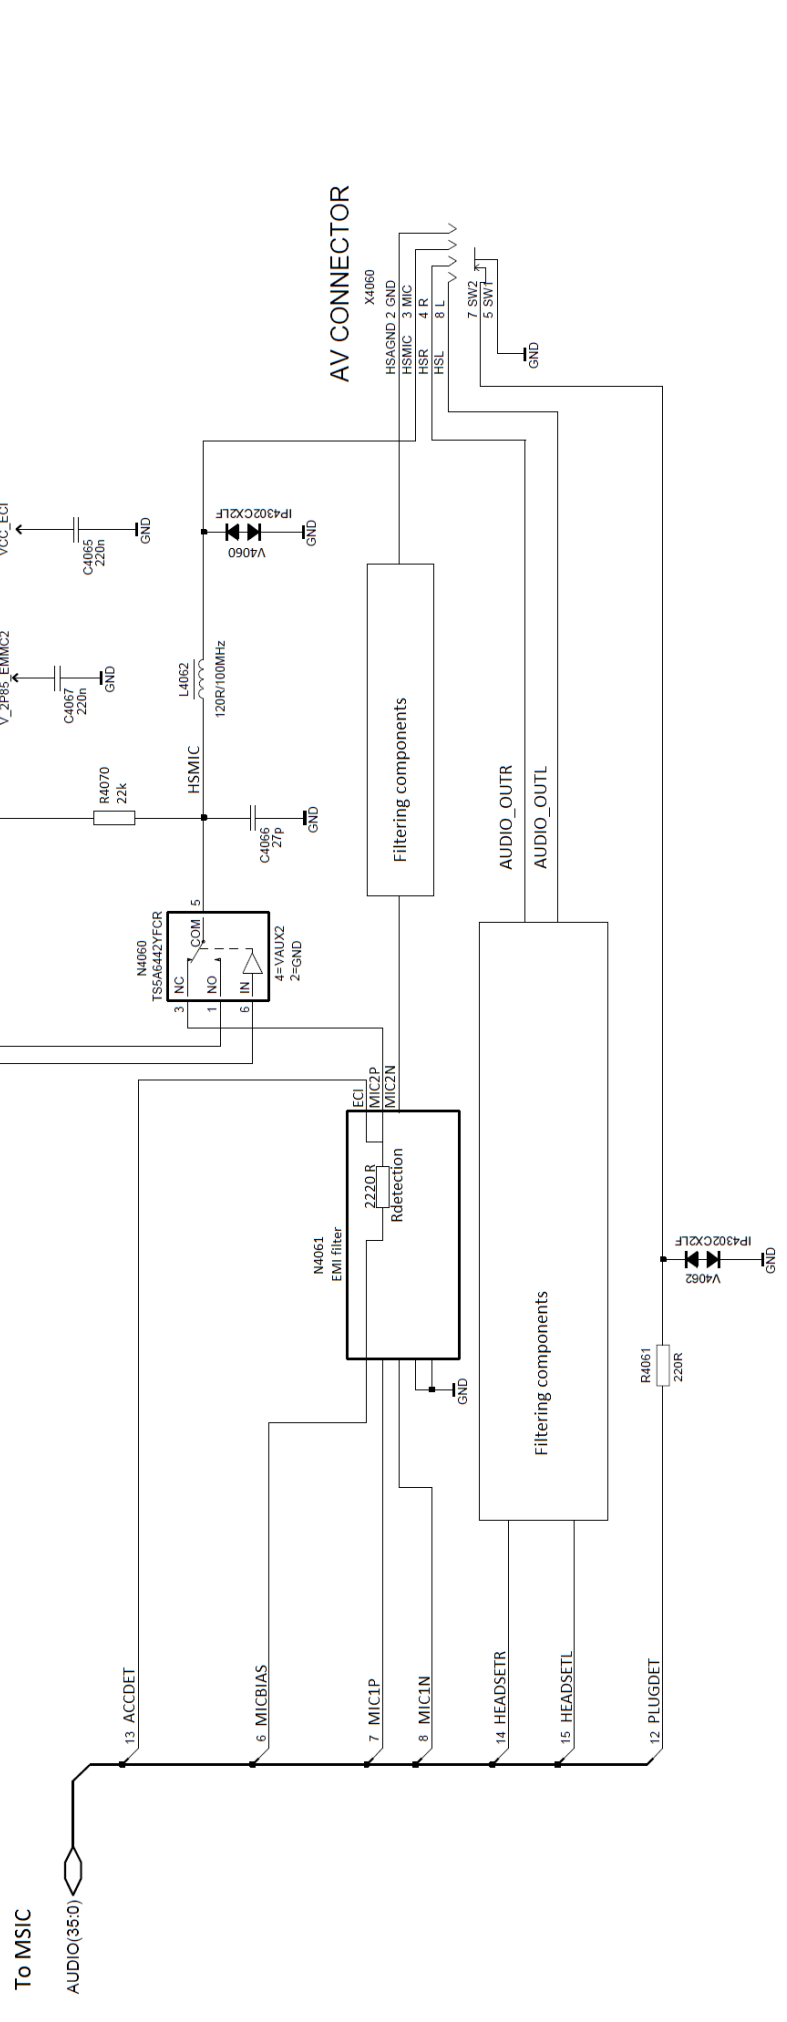 AV CONNECTOR
X4060
HSAGND 2 GND
HSMIC 3 MIC
HSR 4 R
HSL 8 L
7 SW2
5 SW1
GND
VCC_ECI
C4065
220n
GND
IP4302CX2LF
V4060
GND
V_2P85_EMMC2
C4067
220n
GND
L4062
120R/100MHz
HSMIC
R4070
22k
C4066
27p
GND
Filtering components
AUDIO_OUTR
AUDIO_OUTL
N4060
TS5A6442YFCR
5
COM
NC
NO
IN
3
1
6
4=VAUX2
2=GND
ECI
MIC2P
MIC2N
2220 R
Rdetection
N4061
EMI filter
GND
Filtering components
IP4302CX2LF
V4062
GND
R4061
220R
13 ACCDET
6 MICBIAS
7 MIC1P
8 MIC1N
14 HEADSETR
15 HEADSETL
12 PLUGDET
To MSIC
AUDIO(35:0)